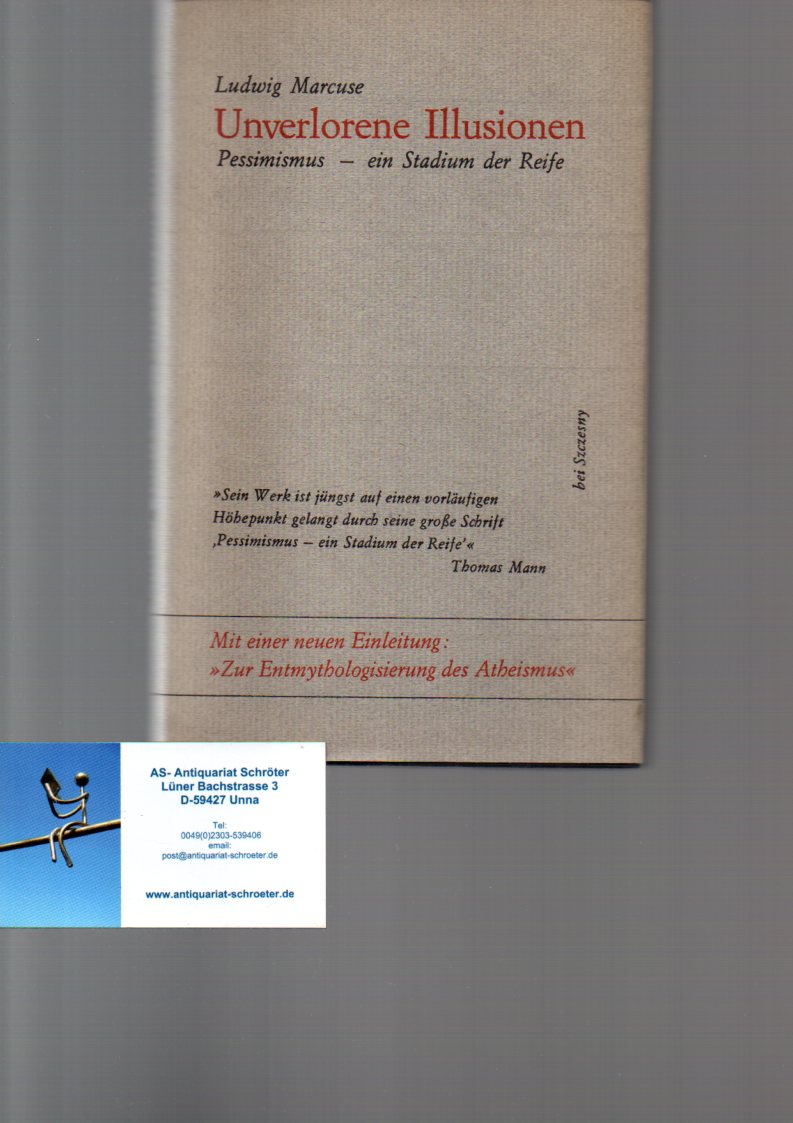 Ludwig Marcuse
Unverlorene Illusionen
Pessimismus – ein Stadium der Reife
bei Szczesny
»Sein Werk ist jüngst auf einen vorläufigen
Höhepunkt gelangt durch seine große Schrift
‚Pessimismus – ein Stadium der Reife'«
Thomas Mann
Mit einer neuen Einleitung:
»Zur Entmythologisierung des Atheismus«
AS- Antiquariat Schröter
Lüner Bachstrasse 3
D-59427 Unna
Tel:
0049(0)2303-539406
email:
post@antiquariat-schroeter.de
www.antiquariat-schroeter.de